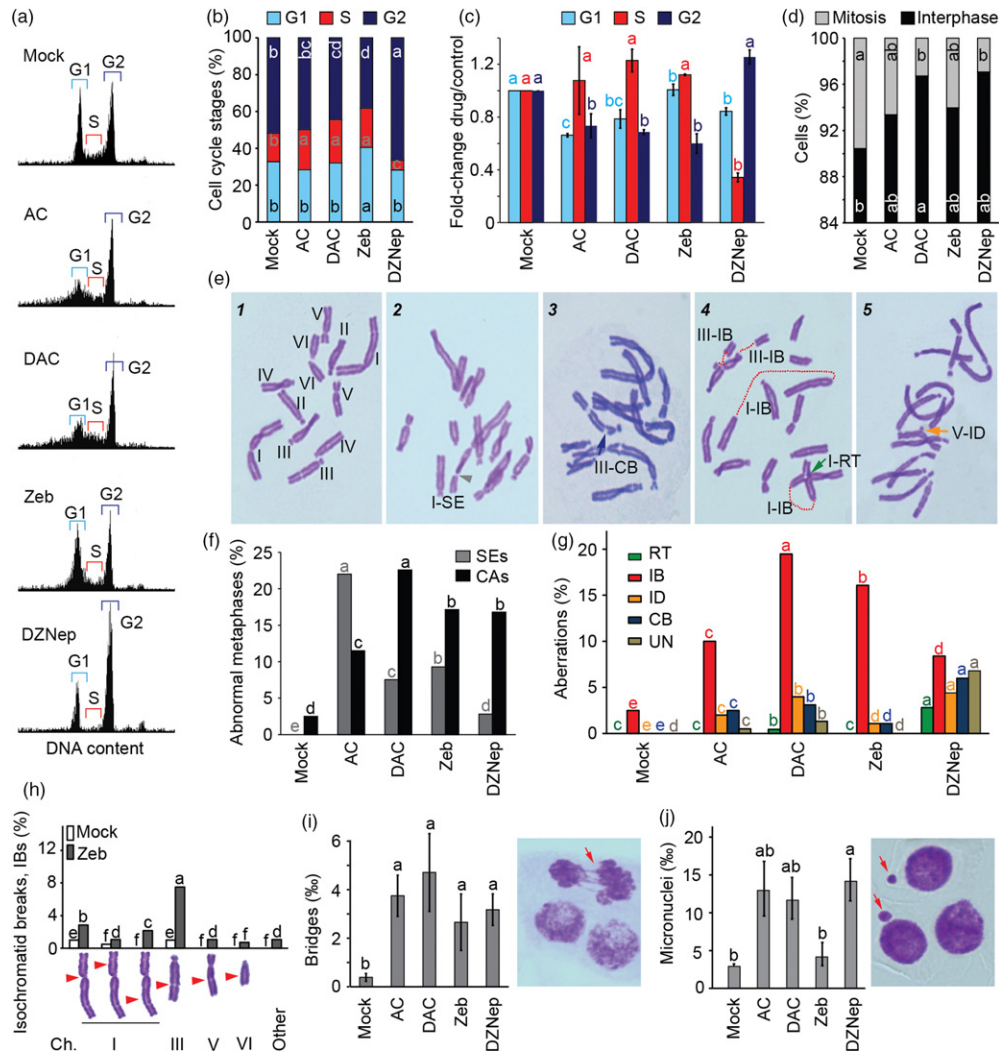 (a)
Mock
G1
G2
S
AC
G2
G1
S
DAC
G2
G1
S
Zeb
G2
G1
S
DZNep
G2
G1
S
DNA content
(b)
G1 S G2
Cell cycle stages (%)
100
80
60
40
20
0
b bc cd d a
b a a a c
b b b a b
Mock AC DAC Zeb DZNep
(c)
G1 S G2
Fold-change drug/control
1.2
0.8
0.4
0
a a a
c a b
bc a b
b a b
b b a
Mock AC DAC Zeb DZNep
(d)
Mitosis Interphase
Cells (%)
100
96
92
88
84
a ab b ab b
b ab a ab ab
Mock AC DAC Zeb DZNep
(e)
1
V
II
VI
I
IV
VI
V
II
I
III
IV
III
2
I-SE
3
III-CB
4
III-IB
III-IB
I-IB
I-RT
I-IB
5
V-ID
(f)
SEs
CAs
Abnormal metaphases (%)
25
20
15
10
5
0
e d
a c
c a
b b
d b
Mock AC DAC Zeb DZNep
(g)
RT
IB
ID
CB
UN
Aberrations (%)
20
15
10
5
0
c e d e d
c c c c c
b a b b b
c b d d d
a d a a a
Mock AC DAC Zeb DZNep
(h)
Mock
Zeb
Isochromatid breaks, IBs (%)
12
8
4
0
e b f d f c e a f d f f f d
Ch. I III V VI Other
(i)
Bridges (‰)
6
4
2
0
b a a a a
Mock AC DAC Zeb DZNep
(j)
Micronuclei (‰)
20
15
10
5
0
b ab ab b a
Mock AC DAC Zeb DZNep